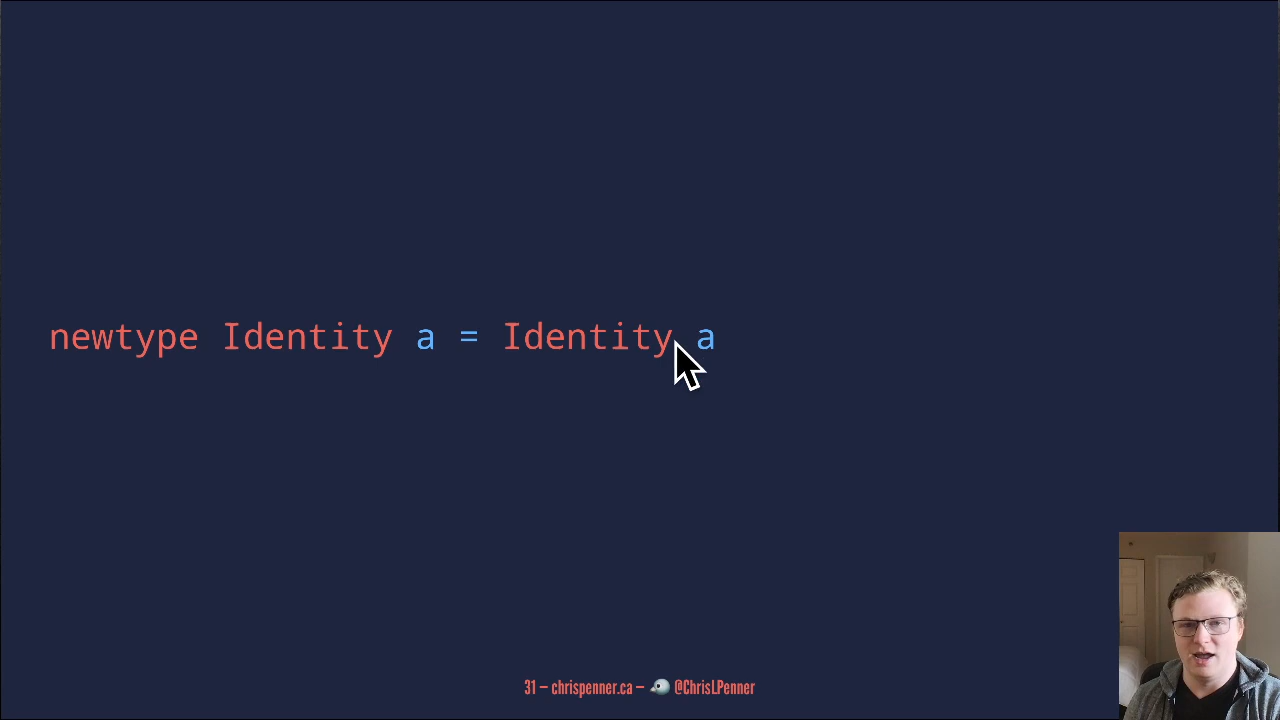 newtype Identity a = Identity a
31 – chrispenner.ca – 🐦 @ChrisLPenner